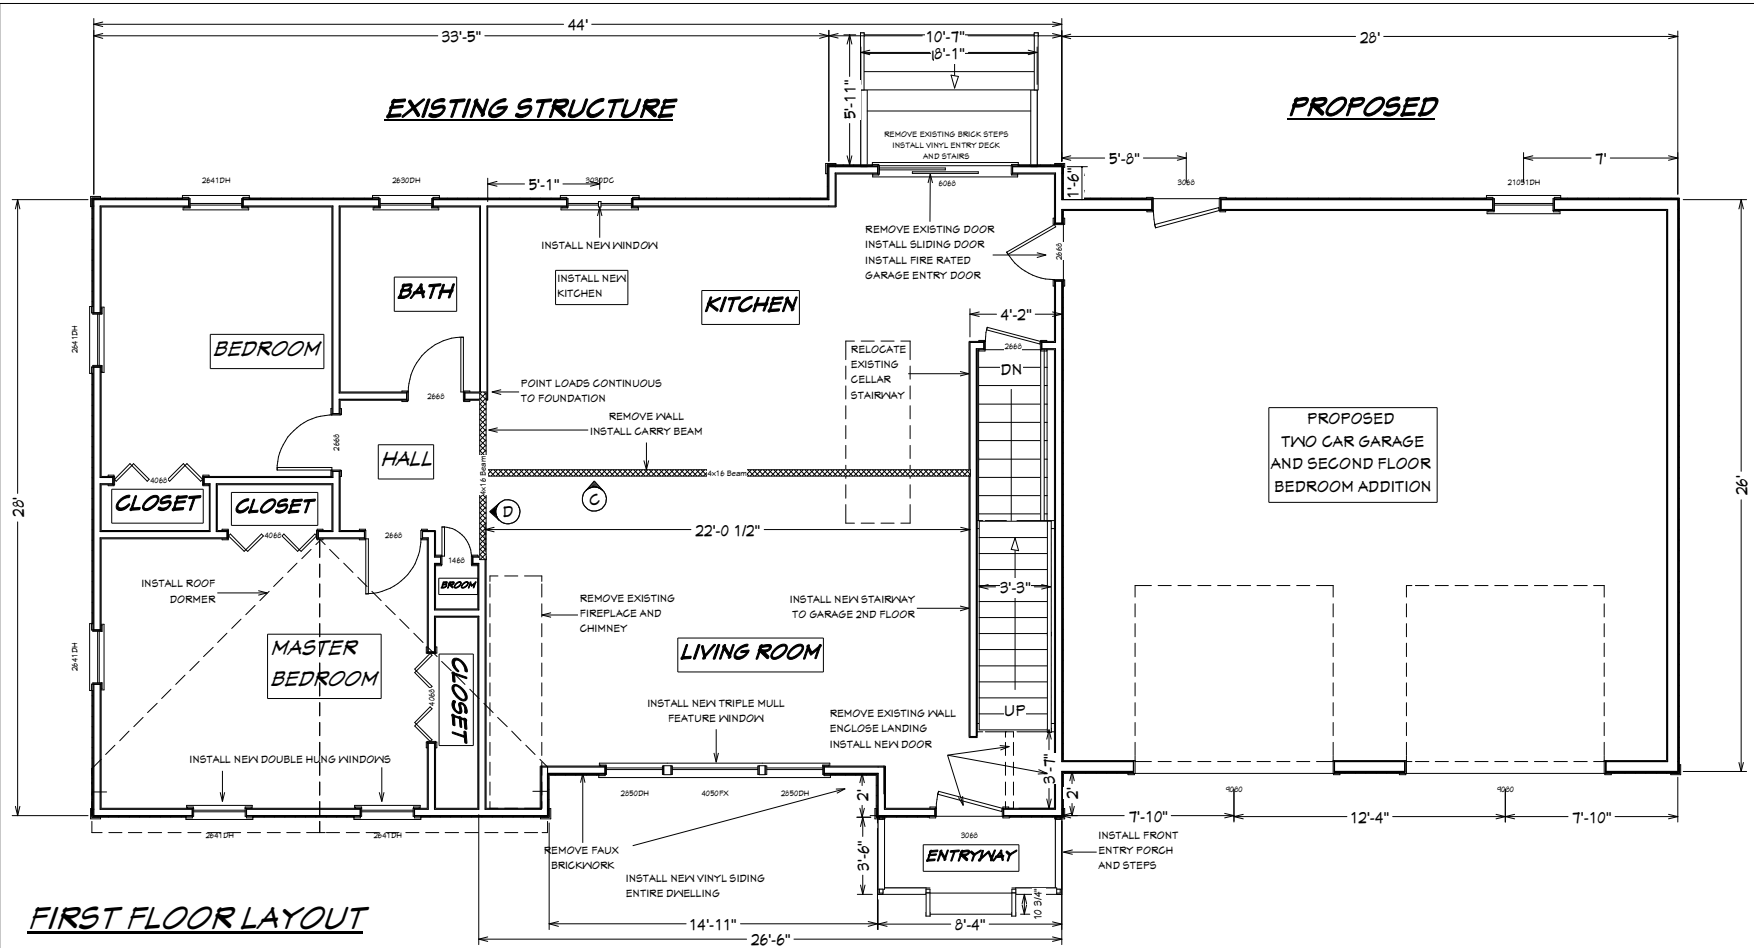 44'
33'-5"
10'-7"
28'
8'-1"
5'-11"
EXISTING STRUCTURE
PROPOSED
REMOVE EXISTING BRICK STEPS
INSTALL VINYL ENTRY DECK
AND STAIRS
5'-8"
7'
2641DH
2630DH
5'-1"
3030DC
6068
1'-6"
3068
INSTALL NEW WINDOW
REMOVE EXISTING DOOR
INSTALL SLIDING DOOR
INSTALL FIRE RATED
GARAGE ENTRY DOOR
2668
INSTALL NEW
KITCHEN
BATH
KITCHEN
4'-2"
2641DH
BEDROOM
2668
RELOCATE
EXISTING
CELLAR
STAIRWAY
DN
POINT LOADS CONTINUOUS
TO FOUNDATION
2668
REMOVE WALL
INSTALL CARRY BEAM
PROPOSED
TWO CAR GARAGE
AND SECOND FLOOR
BEDROOM ADDITION
2668
HALL
4068
4x16 Beam
4x16 Beam
28'
26'
CLOSET
CLOSET
C
D
22'-0 1/2"
4068
2668
1468
INSTALL ROOF
DORMER
BROOM
REMOVE EXISTING
FIREPLACE AND
CHIMNEY
INSTALL NEW STAIRWAY
TO GARAGE 2ND FLOOR
3'-3"
2641DH
MASTER
BEDROOM
LIVING ROOM
CLOSET
4068
INSTALL NEW TRIPLE MULL
FEATURE WINDOW
REMOVE EXISTING WALL
ENCLOSE LANDING
INSTALL NEW DOOR
UP
INSTALL NEW DOUBLE HUNG WINDOWS
3'-7"
2850DH
4050FX
2850DH
2'
2'
9080
9080
7'-10"
12'-4"
7'-10"
2641DH
2641DH
3068
REMOVE FAUX
BRICKWORK
3'-6"
ENTRYWAY
INSTALL FRONT
ENTRY PORCH
AND STEPS
INSTALL NEW VINYL SIDING
ENTIRE DWELLING
10 3/4"
FIRST FLOOR LAYOUT
14'-11"
8'-4"
26'-6"